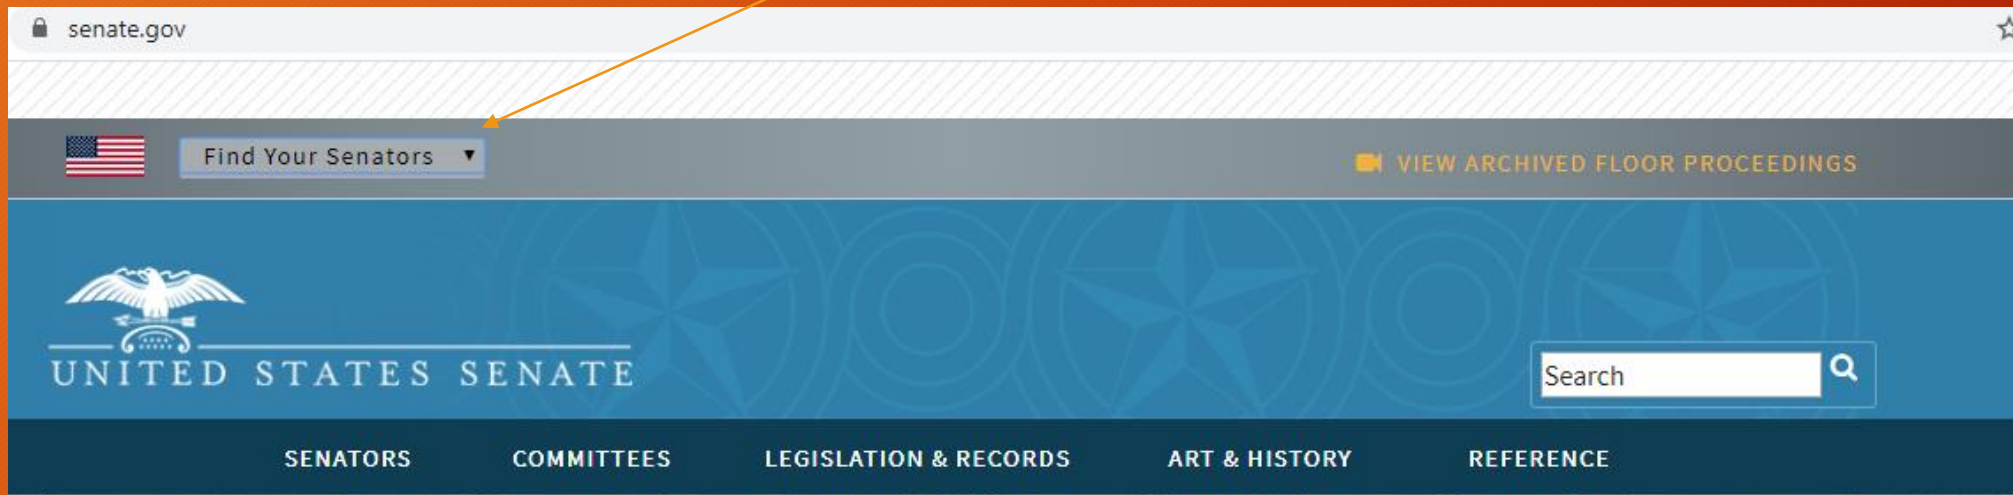 senate.gov
Find Your Senators
VIEW ARCHIVED FLOOR PROCEEDINGS
UNITED STATES SENATE
Search
SENATORS COMMITTEES LEGISLATION & RECORDS ART & HISTORY REFERENCE